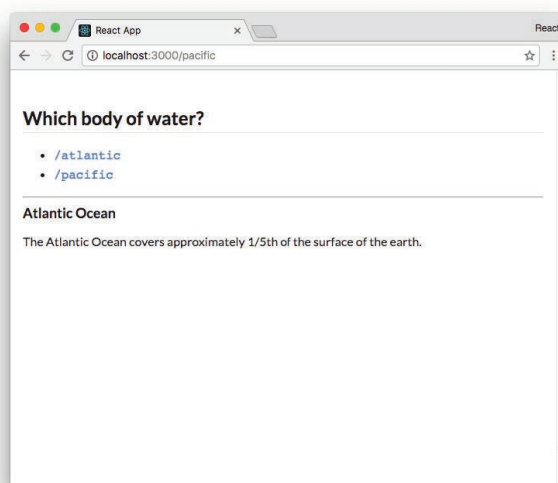 React App
React
localhost:3000/pacific
Which body of water?
• /atlantic
• /pacific
Atlantic Ocean
The Atlantic Ocean covers approximately 1/5th of the surface of the earth.